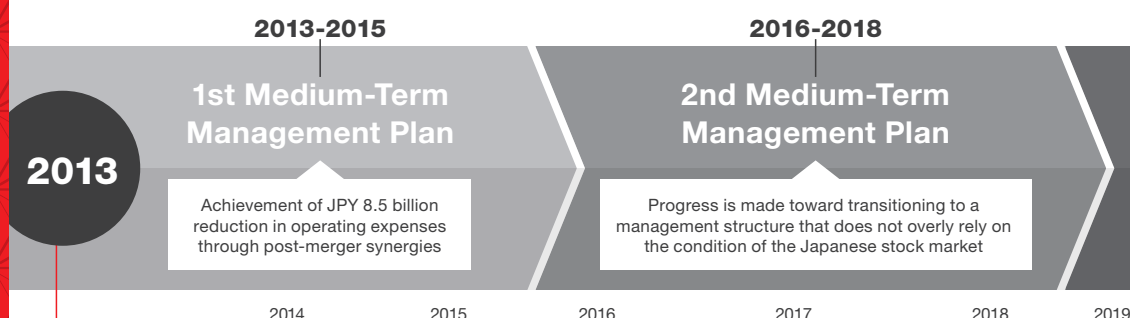 2013-2015
2016-2018
1st Medium-Term
Management Plan
2nd Medium-Term
Management Plan
2013
Achievement of JPY 8.5 billion
reduction in operating expenses
through post-merger synergies
Progress is made toward transitioning to a
management structure that does not overly rely on
the condition of the Japanese stock market
2014
2015
2016
2017
2018
2019